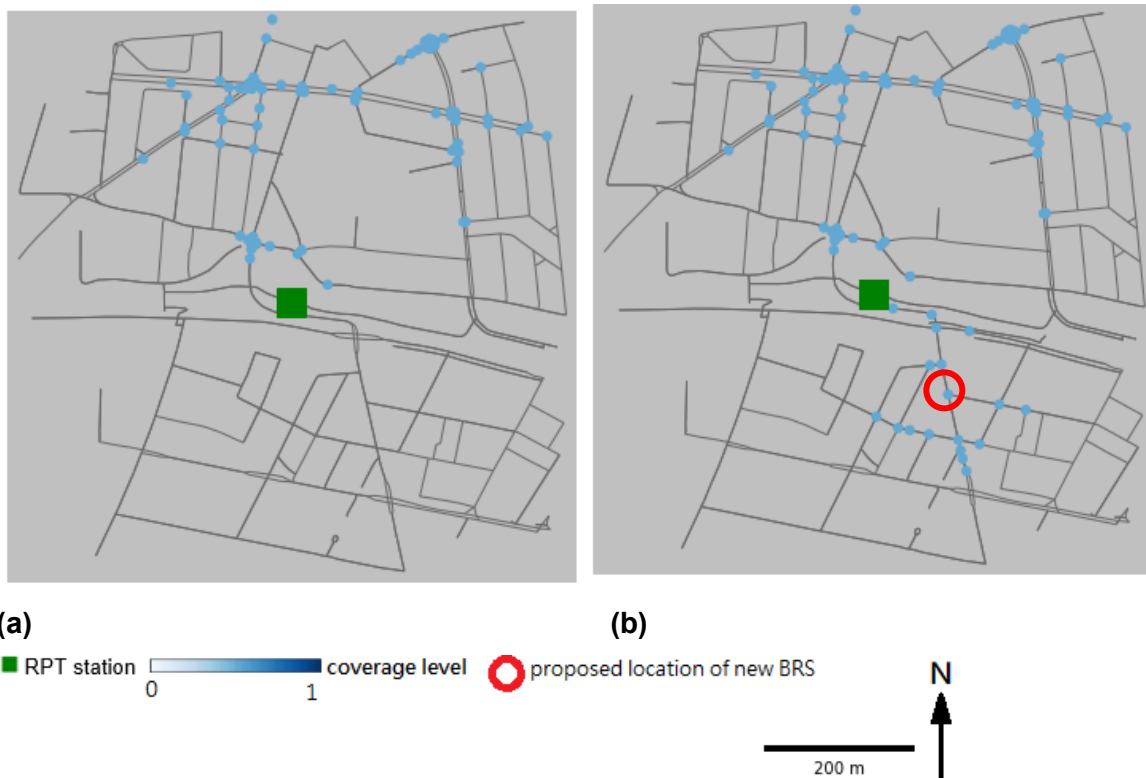 (a)
(b)
RPT station
coverage level
proposed location of new BRS
0
1
N
200 m